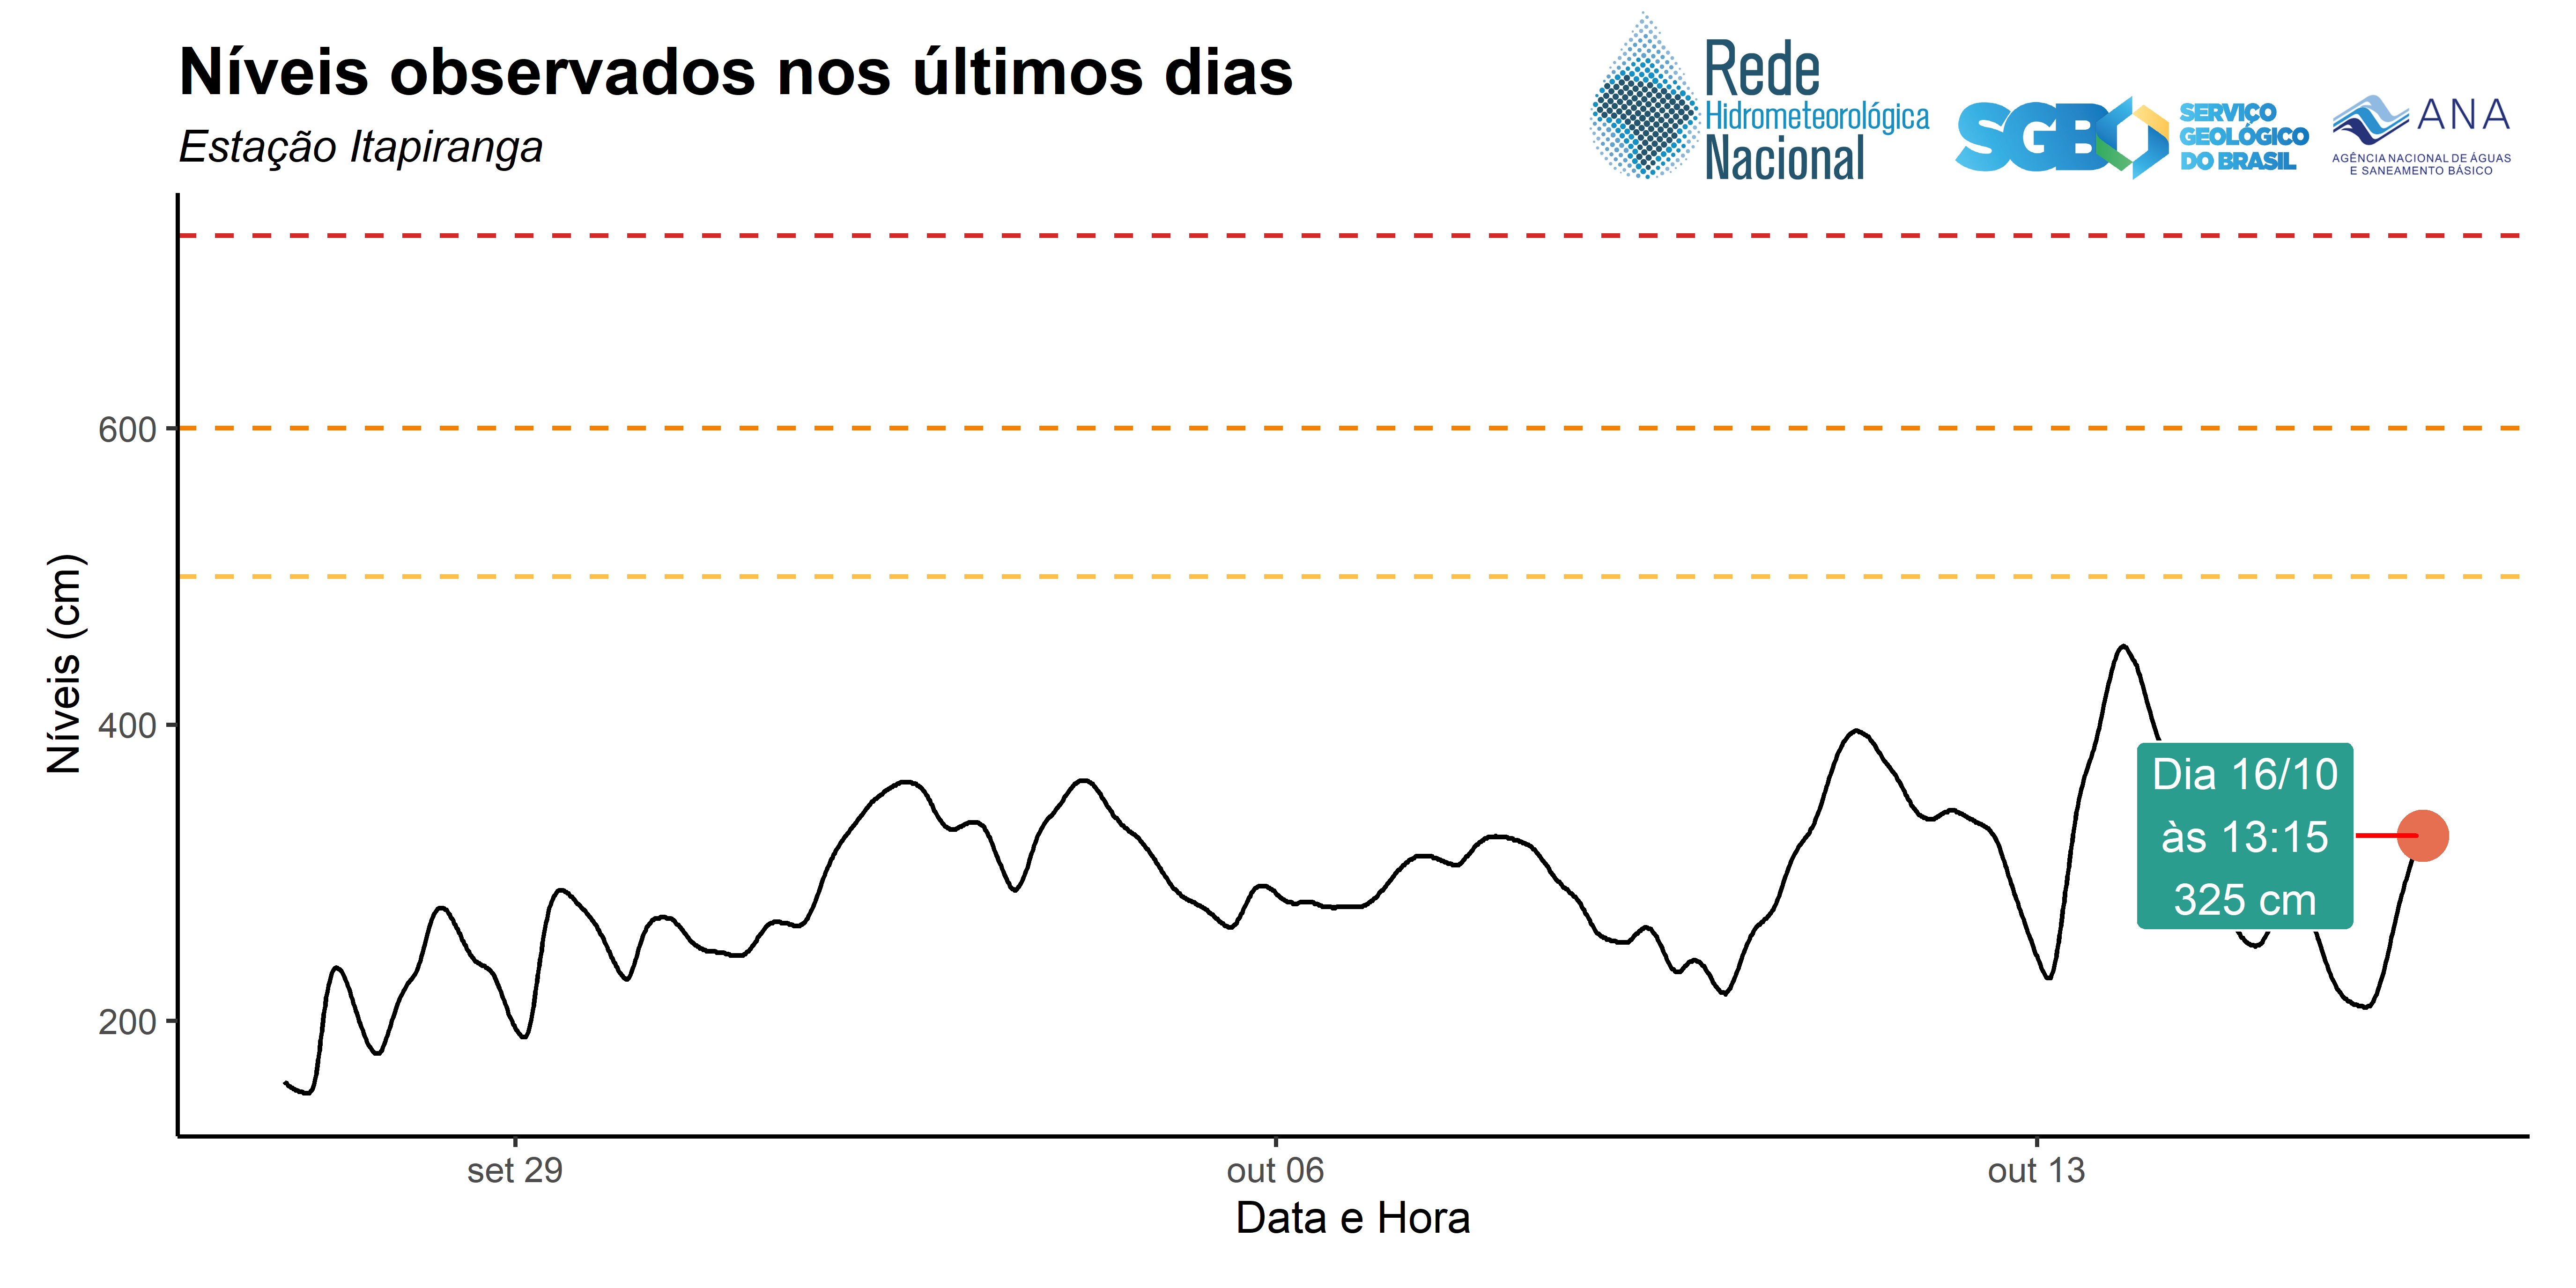 Níveis observados nos últimos dias
Estação Itapiranga
Rede
Hidrometeorológica
Nacional
SGB
SERVIÇO
GEOLÓGICO
DO BRASIL
ANA
AGÊNCIA NACIONAL DE ÁGUAS
E SANEAMENTO BÁSICO
Níveis (cm)
600
400
200
Dia 16/10
às 13:15
325 cm
set 29
out 06
out 13
Data e Hora